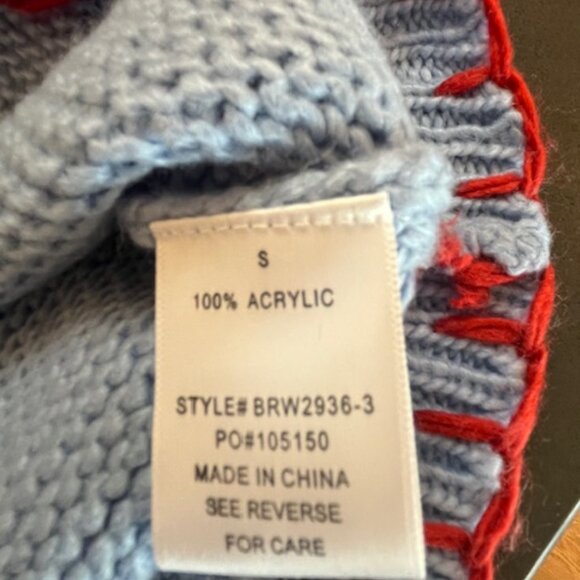 S
100% ACRYLIC
STYLE# BRW2936-3
PO#105150
MADE IN CHINA
SEE REVERSE
FOR CARE